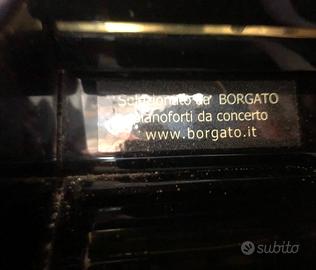 Selezionato da BORGATO
pianoforti da concerto
www.borgato.it
subito